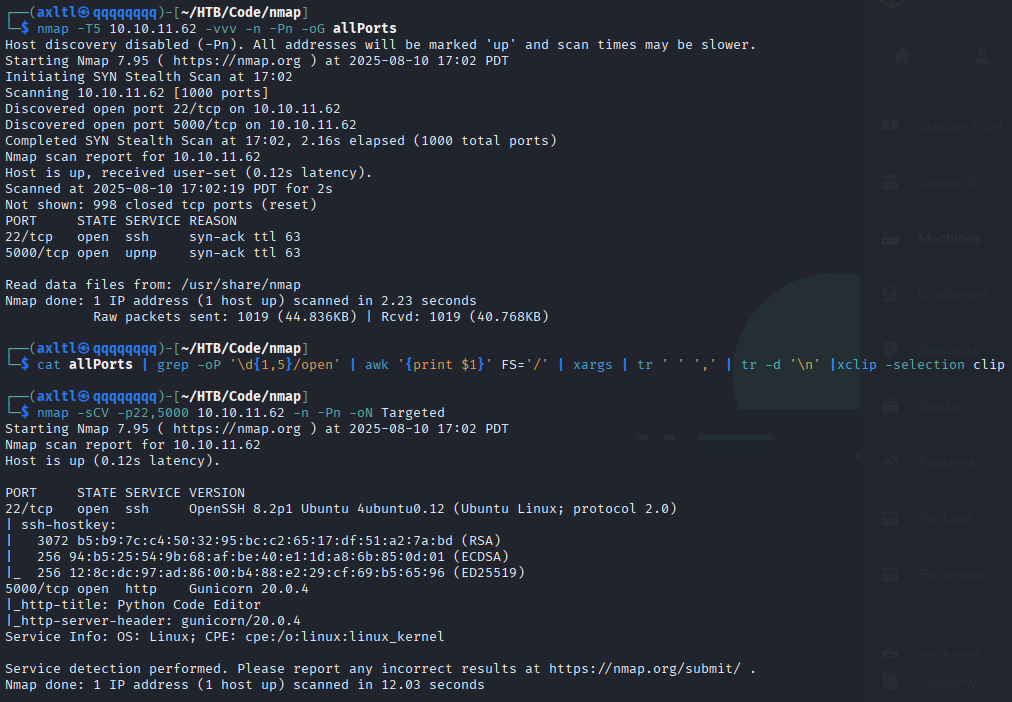 ┌──(axltl㉿qqqqqqqq)-[~/HTB/Code/nmap]
└─$ nmap -T5 10.10.11.62 -vvv -n -Pn -oG allPorts
Host discovery disabled (-Pn). All addresses will be marked 'up' and scan times may be slower.
Starting Nmap 7.95 ( https://nmap.org ) at 2025-08-10 17:02 PDT
Initiating SYN Stealth Scan at 17:02
Scanning 10.10.11.62 [1000 ports]
Discovered open port 22/tcp on 10.10.11.62
Discovered open port 5000/tcp on 10.10.11.62
Completed SYN Stealth Scan at 17:02, 2.16s elapsed (1000 total ports)
Nmap scan report for 10.10.11.62
Host is up, received user-set (0.12s latency).
Scanned at 2025-08-10 17:02:19 PDT for 2s
Not shown: 998 closed tcp ports (reset)
PORT     STATE SERVICE REASON
22/tcp   open  ssh     syn-ack ttl 63
5000/tcp open  upnp    syn-ack ttl 63
Read data files from: /usr/share/nmap
Nmap done: 1 IP address (1 host up) scanned in 2.23 seconds
           Raw packets sent: 1019 (44.836KB) | Rcvd: 1019 (40.768KB)
┌──(axltl㉿qqqqqqqq)-[~/HTB/Code/nmap]
└─$ cat allPorts | grep -oP '\d{1,5}/open' | awk '{print $1}' FS='/' | xargs | tr ' ' ',' | tr -d '\n' |xclip -selection clip
┌──(axltl㉿qqqqqqqq)-[~/HTB/Code/nmap]
└─$ nmap -sCV -p22,5000 10.10.11.62 -n -Pn -oN Targeted
Starting Nmap 7.95 ( https://nmap.org ) at 2025-08-10 17:02 PDT
Nmap scan report for 10.10.11.62
Host is up (0.12s latency).
PORT     STATE SERVICE VERSION
22/tcp   open  ssh     OpenSSH 8.2p1 Ubuntu 4ubuntu0.12 (Ubuntu Linux; protocol 2.0)
| ssh-hostkey:
|   3072 b5:b9:7c:c4:50:32:95:bc:c2:65:17:df:51:a2:7a:bd (RSA)
|   256 94:b5:25:54:9b:68:af:be:40:e1:1d:a8:6b:85:0d:01 (ECDSA)
|_  256 12:8c:dc:97:ad:86:00:b4:88:e2:29:cf:69:b5:65:96 (ED25519)
5000/tcp open  http    Gunicorn 20.0.4
|_http-title: Python Code Editor
|_http-server-header: gunicorn/20.0.4
Service Info: OS: Linux; CPE: cpe:/o:linux:linux_kernel
Service detection performed. Please report any incorrect results at https://nmap.org/submit/ .
Nmap done: 1 IP address (1 host up) scanned in 12.03 seconds
Starting Point
Season 8
Machines
Challenges
Sherlocks
Tracks
Rankings
Pro Labs
Fortresses
Job Board
Academy